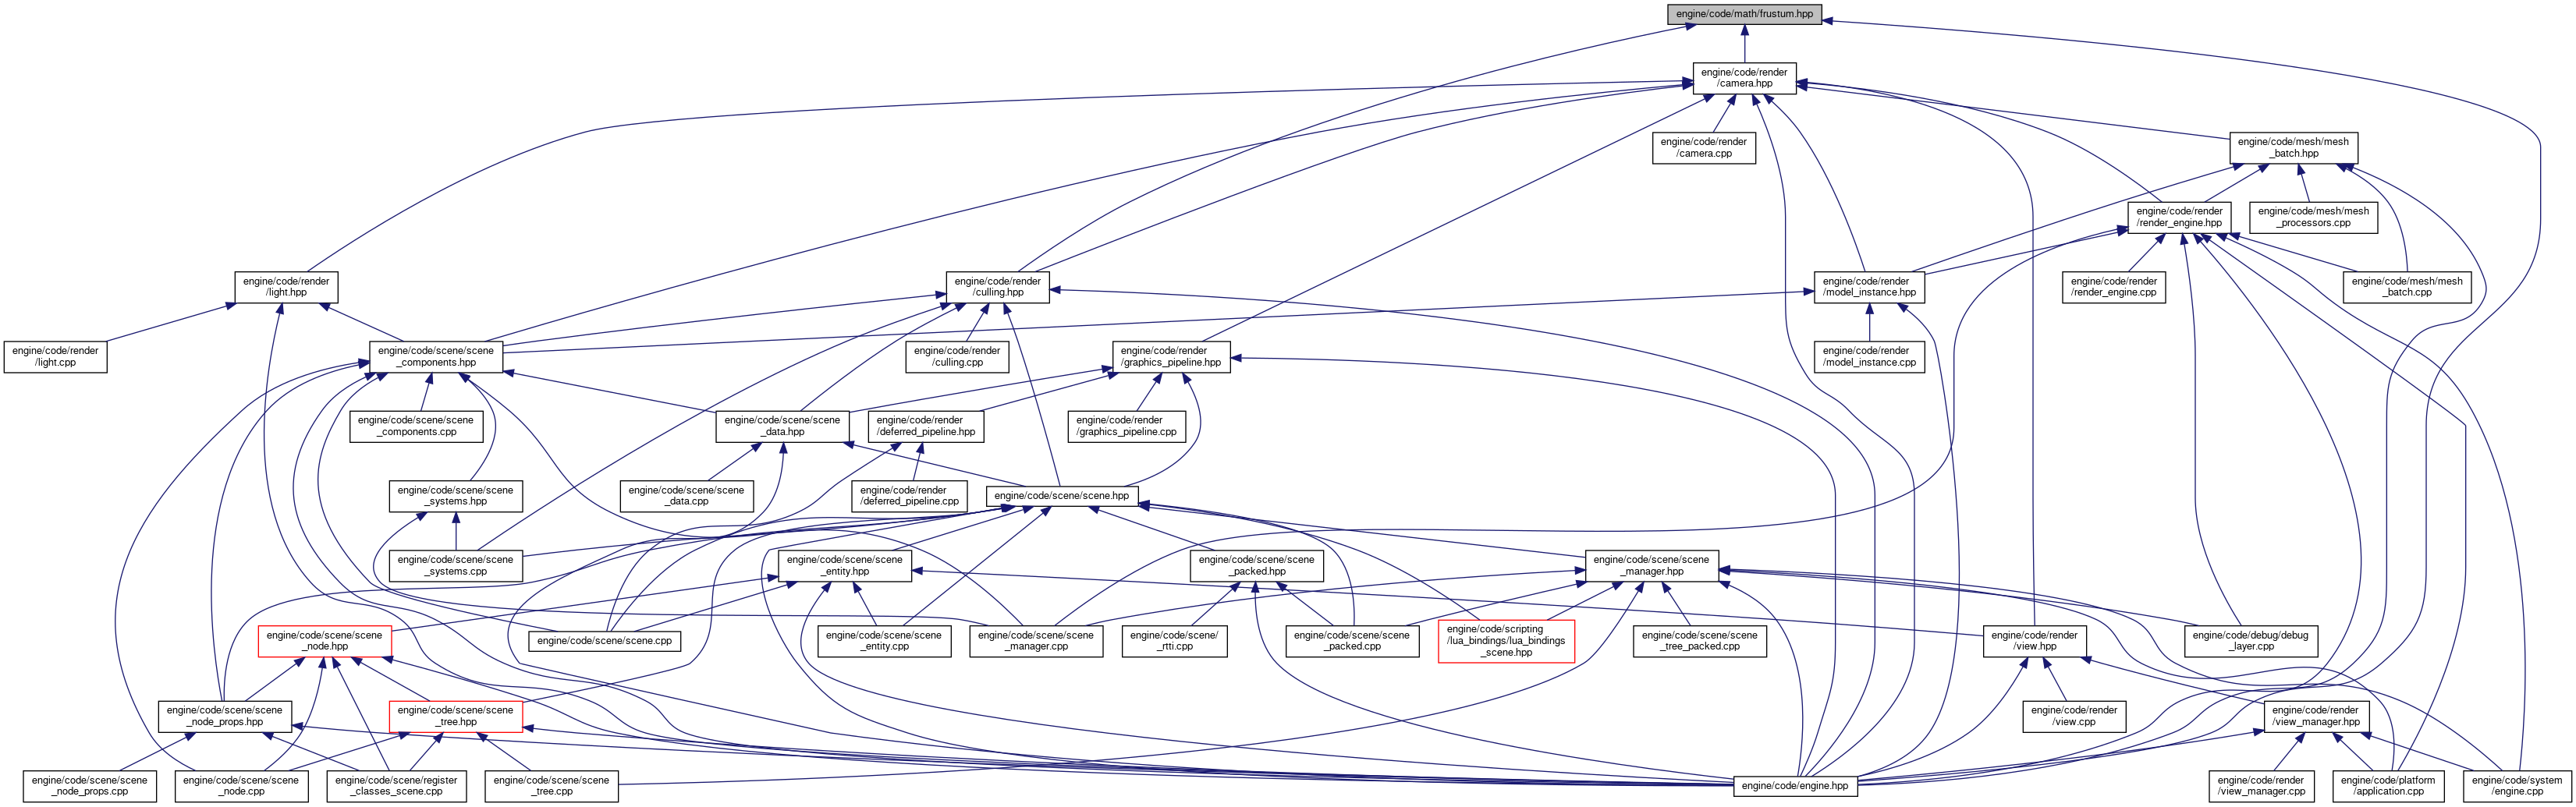 engine/code/math/frustum.hpp
engine/code/render
/camera.hpp
engine/code/render
/camera.cpp
engine/code/mesh/mesh
_batch.hpp
engine/code/render
/render_engine.hpp
engine/code/mesh/mesh
_processors.cpp
engine/code/render
/light.hpp
engine/code/render
/culling.hpp
engine/code/render
/model_instance.hpp
engine/code/render
/render_engine.cpp
engine/code/mesh/mesh
_batch.cpp
engine/code/render
/light.cpp
engine/code/scene/scene
_components.hpp
engine/code/render
/culling.cpp
engine/code/render
/graphics_pipeline.hpp
engine/code/render
/model_instance.cpp
engine/code/scene/scene
_components.cpp
engine/code/scene/scene
_data.hpp
engine/code/render
/deferred_pipeline.hpp
engine/code/render
/graphics_pipeline.cpp
engine/code/scene/scene
_systems.hpp
engine/code/scene/scene
_data.cpp
engine/code/render
/deferred_pipeline.cpp
engine/code/scene/scene.hpp
engine/code/scene/scene
_systems.cpp
engine/code/scene/scene
_entity.hpp
engine/code/scene/scene
_packed.hpp
engine/code/scene/scene
_manager.hpp
engine/code/scene/scene
_node.hpp
engine/code/scene/scene.cpp
engine/code/scene/scene
_entity.cpp
engine/code/scene/scene
_manager.cpp
engine/code/scene/
_rtti.cpp
engine/code/scene/scene
_packed.cpp
engine/code/scripting
/lua_bindings/lua_bindings
_scene.hpp
engine/code/scene/scene
_tree_packed.cpp
engine/code/render
/view.hpp
engine/code/debug/debug
_layer.cpp
engine/code/scene/scene
_node_props.hpp
engine/code/scene/scene
_tree.hpp
engine/code/render
/view.cpp
engine/code/render
/view_manager.hpp
engine/code/scene/scene
_node_props.cpp
engine/code/scene/scene
_node.cpp
engine/code/scene/register
_classes_scene.cpp
engine/code/scene/scene
_tree.cpp
engine/code/engine.hpp
engine/code/render
/view_manager.cpp
engine/code/platform
/application.cpp
engine/code/system
/engine.cpp